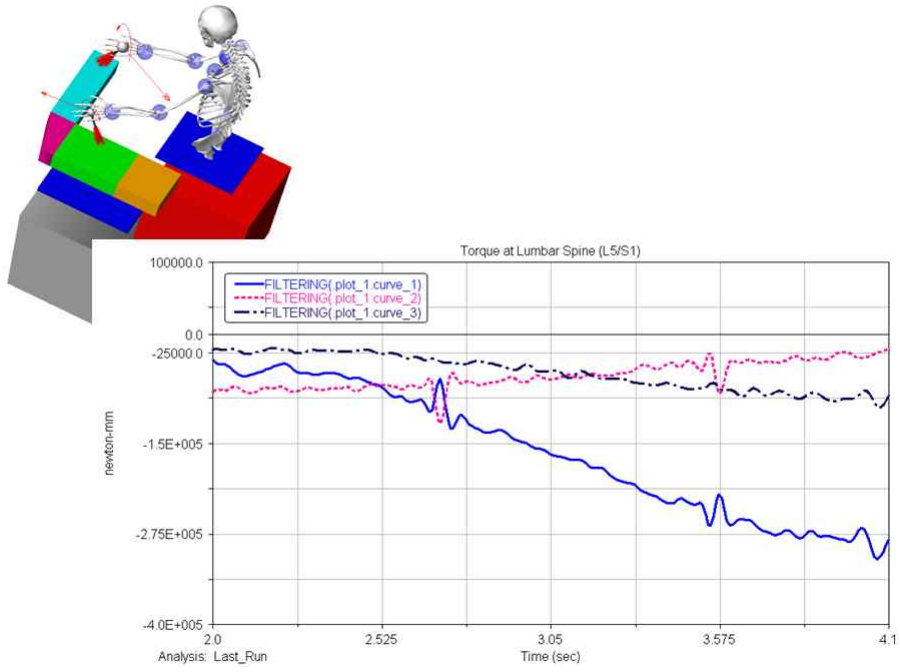 Torque at Lumbar Spine (L5/S1)
100000.0
FILTERING(.plot_1.curve_1)
FILTERING(.plot_1.curve_2)
FILTERING(.plot_1.curve_3)
0.0
-25000.0
newton-mm
-1.5E+005
-2.75E+005
-4.0E+005
2.0 2.525 3.05 3.575 4.1
Analysis: Last_Run Time (sec)